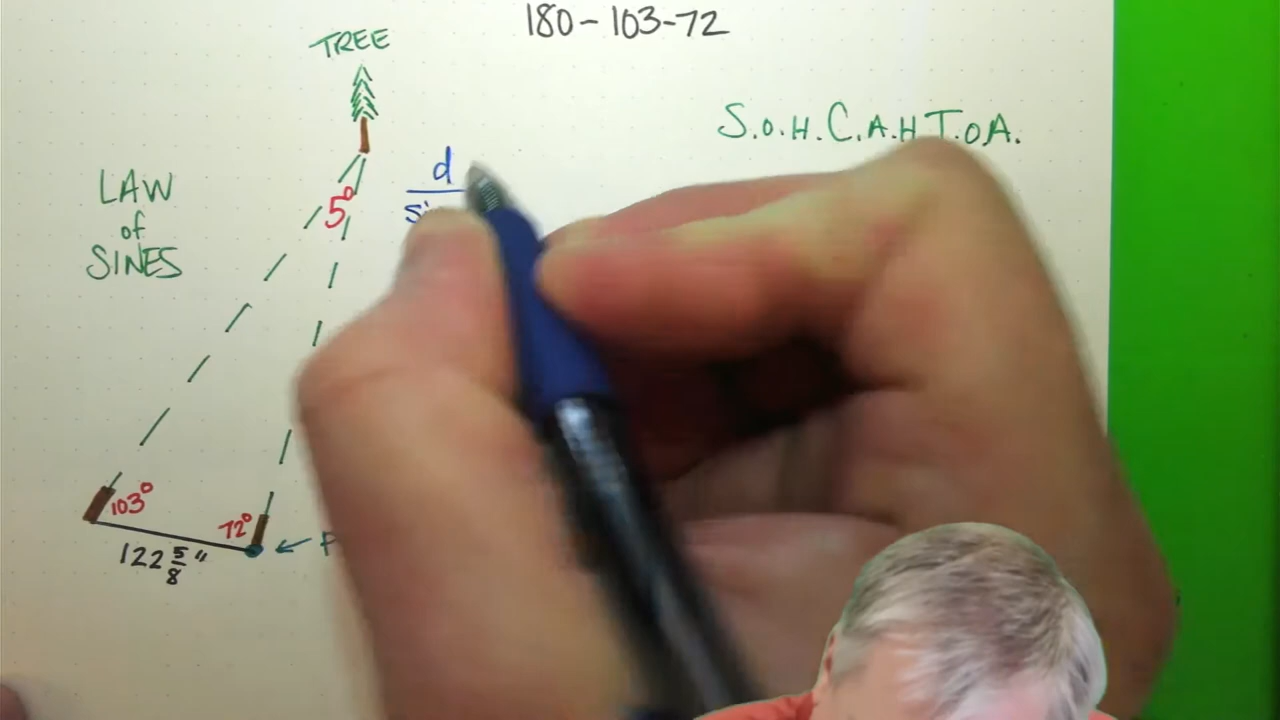 180-103-72
TREE
S.O.H.C.A.H.T.O.A.
LAW
of
SINES
5°
d
103°
72°
122 5/8"